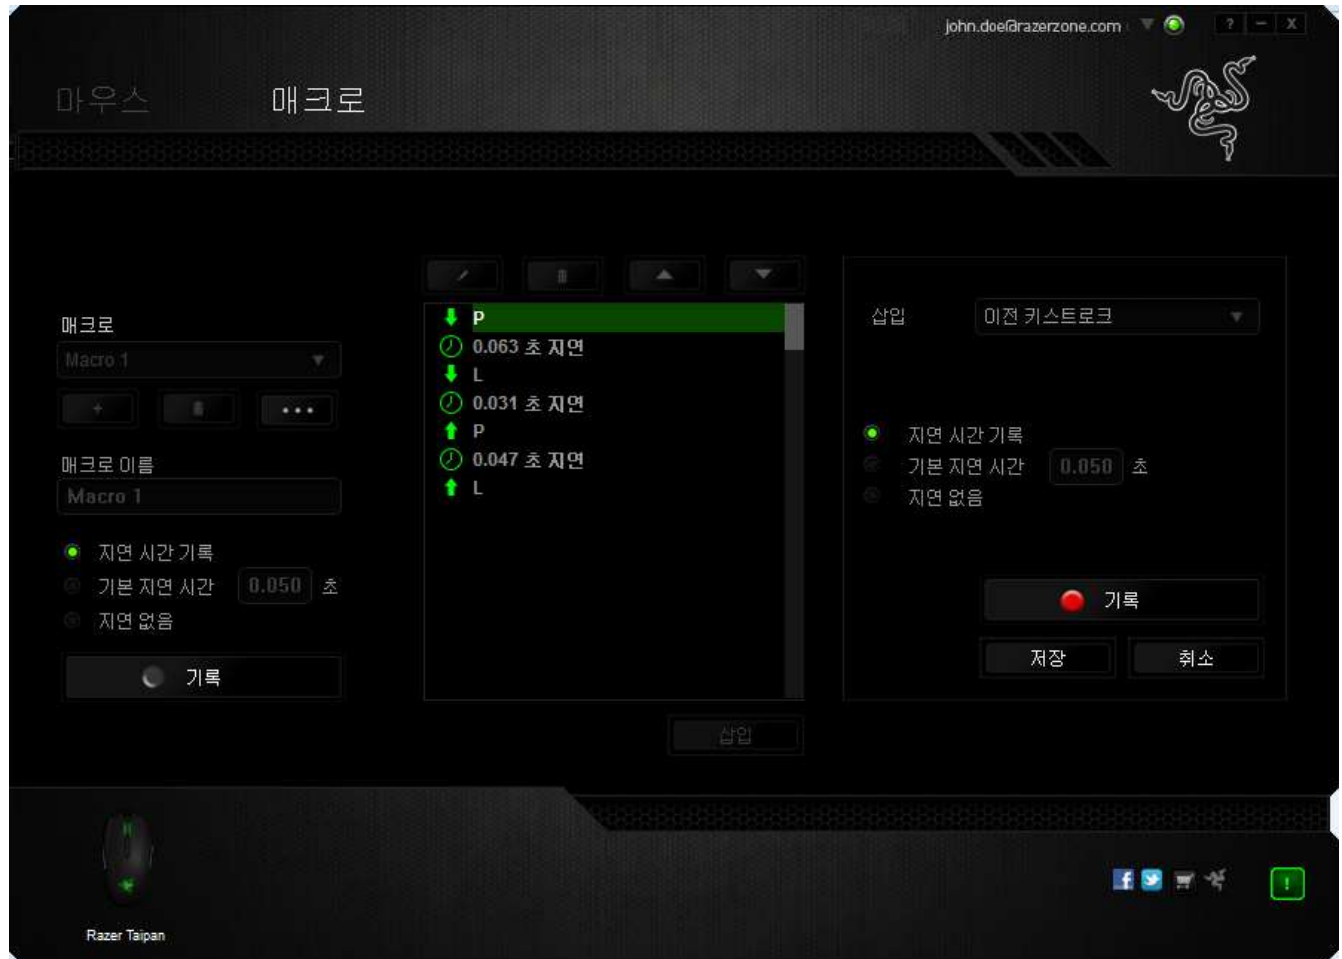 john.doe@razerzone.com
? – X
마우스 매크로
매크로
Macro 1
매크로 이름
Macro 1
지연 시간 기록
기본 지연 시간 0.050 초
지연 없음
기록
P
0.063 초 지연
L
0.031 초 지연
P
0.047 초 지연
L
삽입
삽입 이전 키스트로크
지연 시간 기록
기본 지연 시간 0.050 초
지연 없음
기록
저장 취소
Razer Taipan